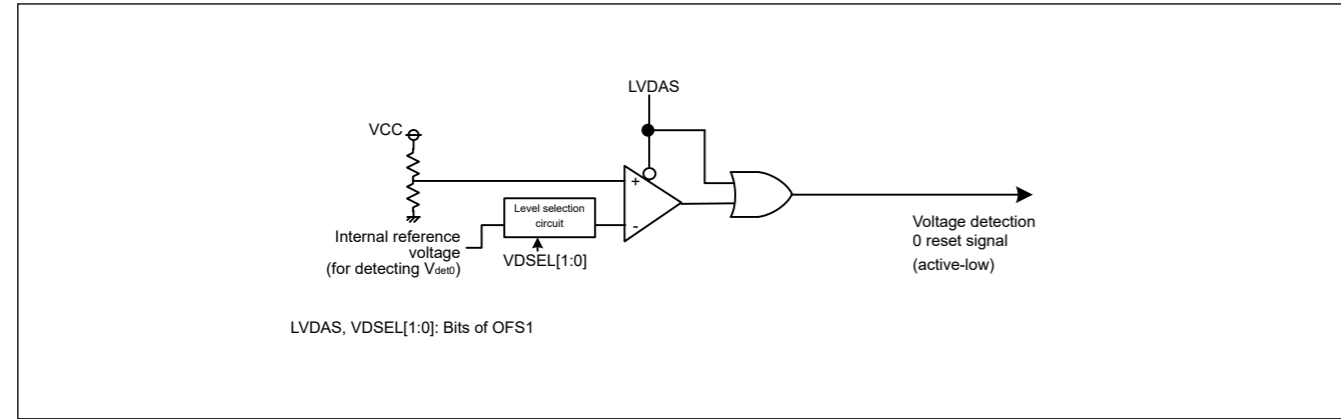 LVDAS
VCC
+
Level selection
circuit
-
Internal reference
voltage
(for detecting Vdet0)
VDSEL[1:0]
Voltage detection
0 reset signal
(active-low)
LVDAS, VDSEL[1:0]: Bits of OFS1